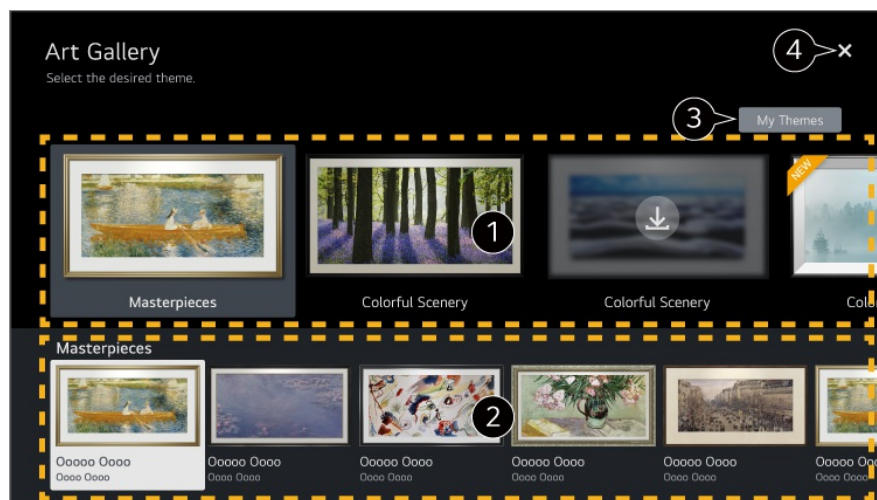 Art Gallery
Select the desired theme.
4
3
My Themes
NEW
1
Masterpieces
Colorful Scenery
Colorful Scenery
Colo
Masterpieces
2
Ooooo Oooo
Ooooo Oooo
Ooooo Oooo
Ooooo Oooo
Ooooo Oooo
Ooooo Ooo
Oooo Oooo
Oooo Oooo
Oooo Oooo
Oooo Oooo
Oooo Oooo
Oooo Oooo